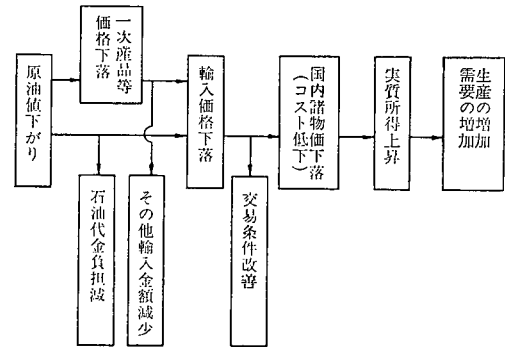 原油値下がり
一次産品等
価格下落
石油代金負担減
その他輸入金額減少
輸入価格下落
交易条件改善
国内諸物価下落
（コスト低下）
実質所得上昇
生産の増加
需要の増加